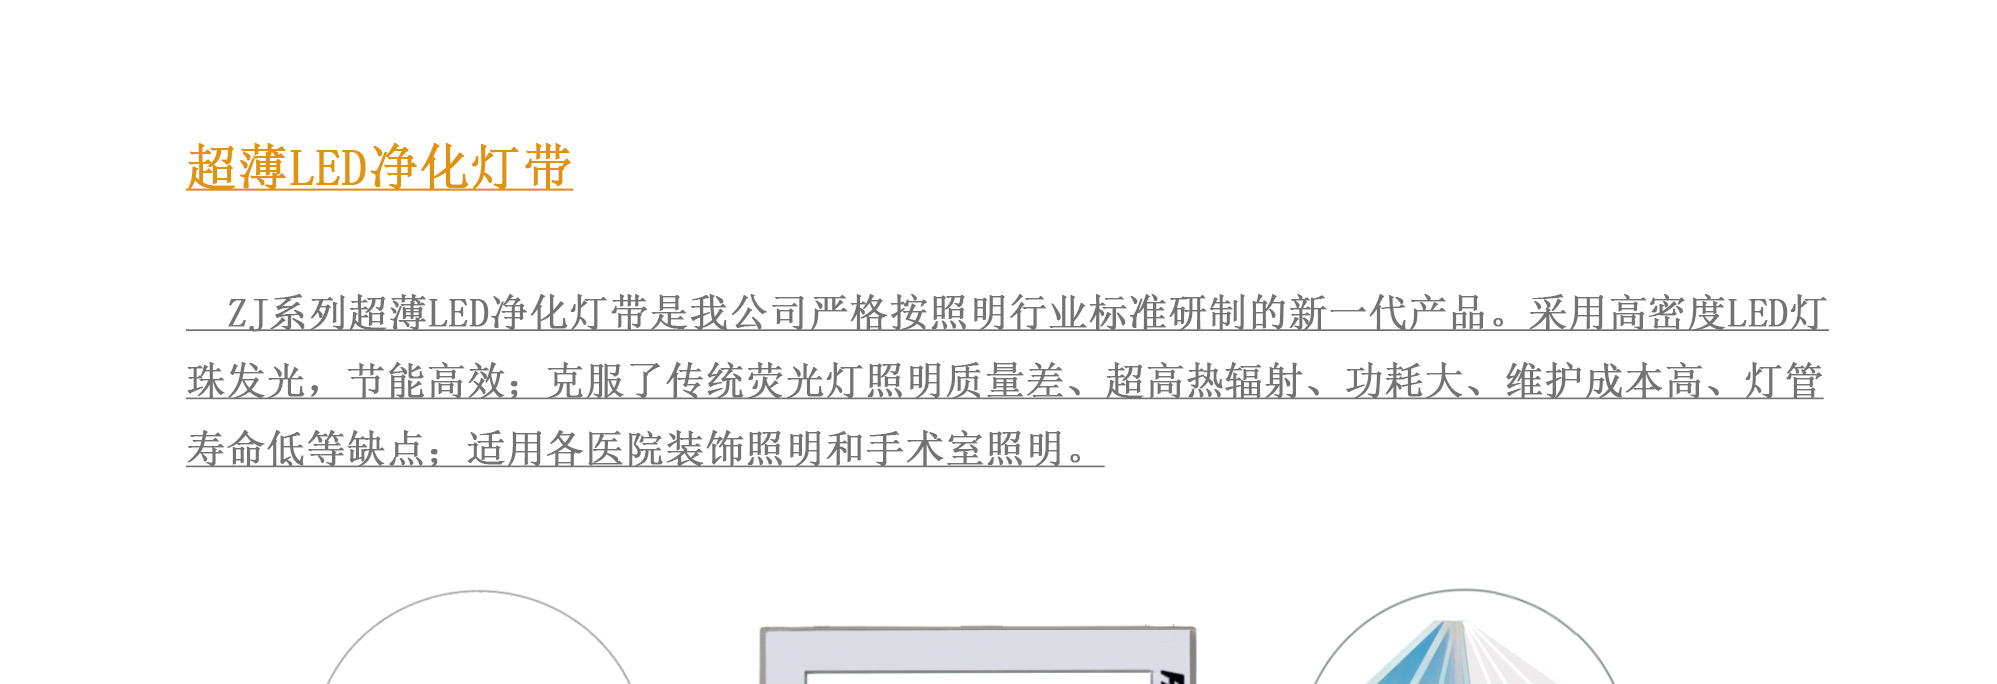 超薄LED净化灯带
ZJ系列超薄LED净化灯带是我公司严格按照明行业标准研制的新一代产品。采用高密度LED灯
珠发光，节能高效；克服了传统荧光灯照明质量差、超高热辐射、功耗大、维护成本高、灯管
寿命低等缺点；适用各医院装饰照明和手术室照明。